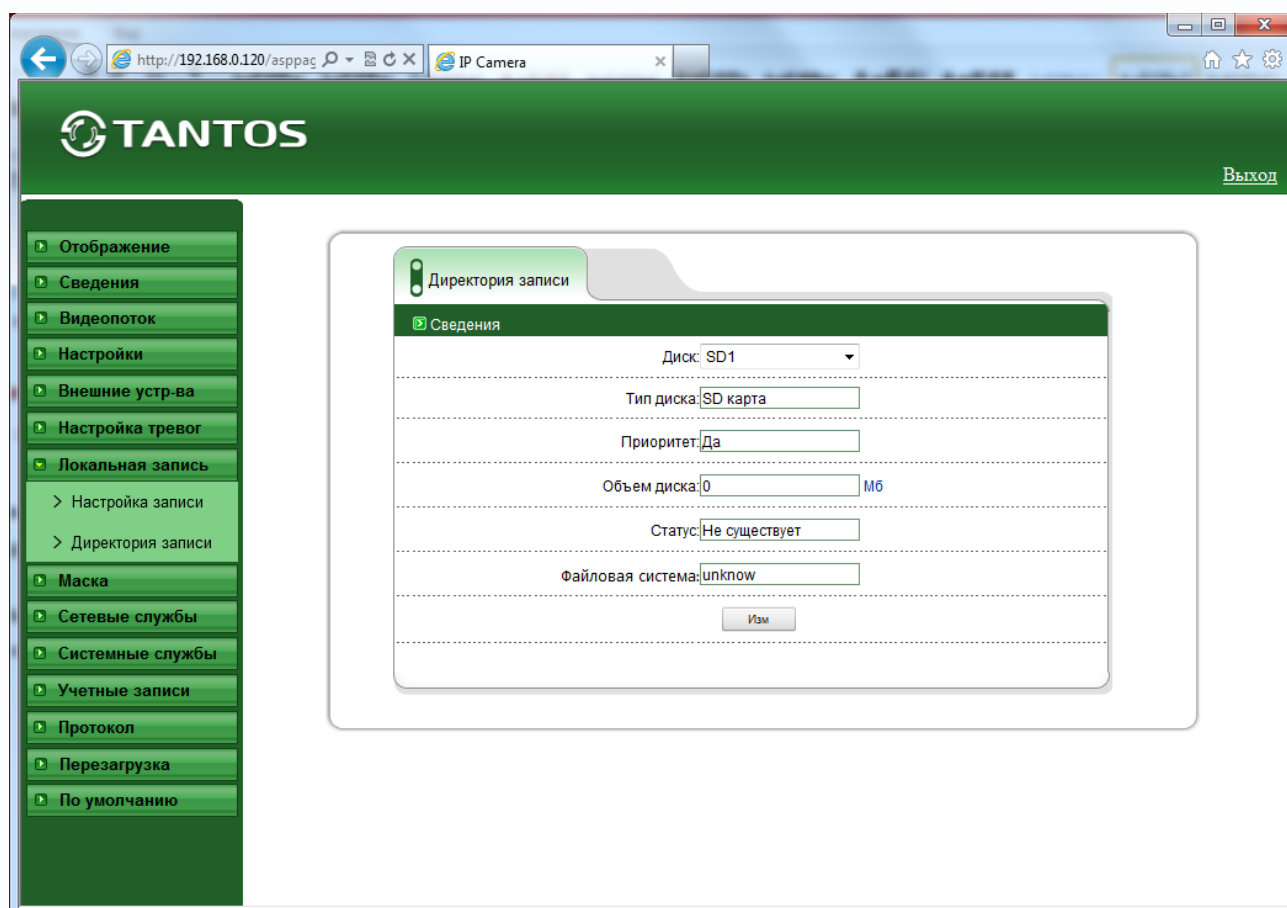 http://192.168.0.120/asppag
IP Camera
TANTOS
Выход
Отображение
Сведения
Видеопоток
Настройки
Внешние устр-ва
Настройка тревог
Локальная запись
> Настройка записи
> Директория записи
Маска
Сетевые службы
Системные службы
Учетные записи
Протокол
Перезагрузка
По умолчанию
Директория записи
Сведения
Диск: SD1
Тип диска: SD карта
Приоритет: Да
Объем диска: 0 Мб
Статус: Не существует
Файловая система: unknow
Изм